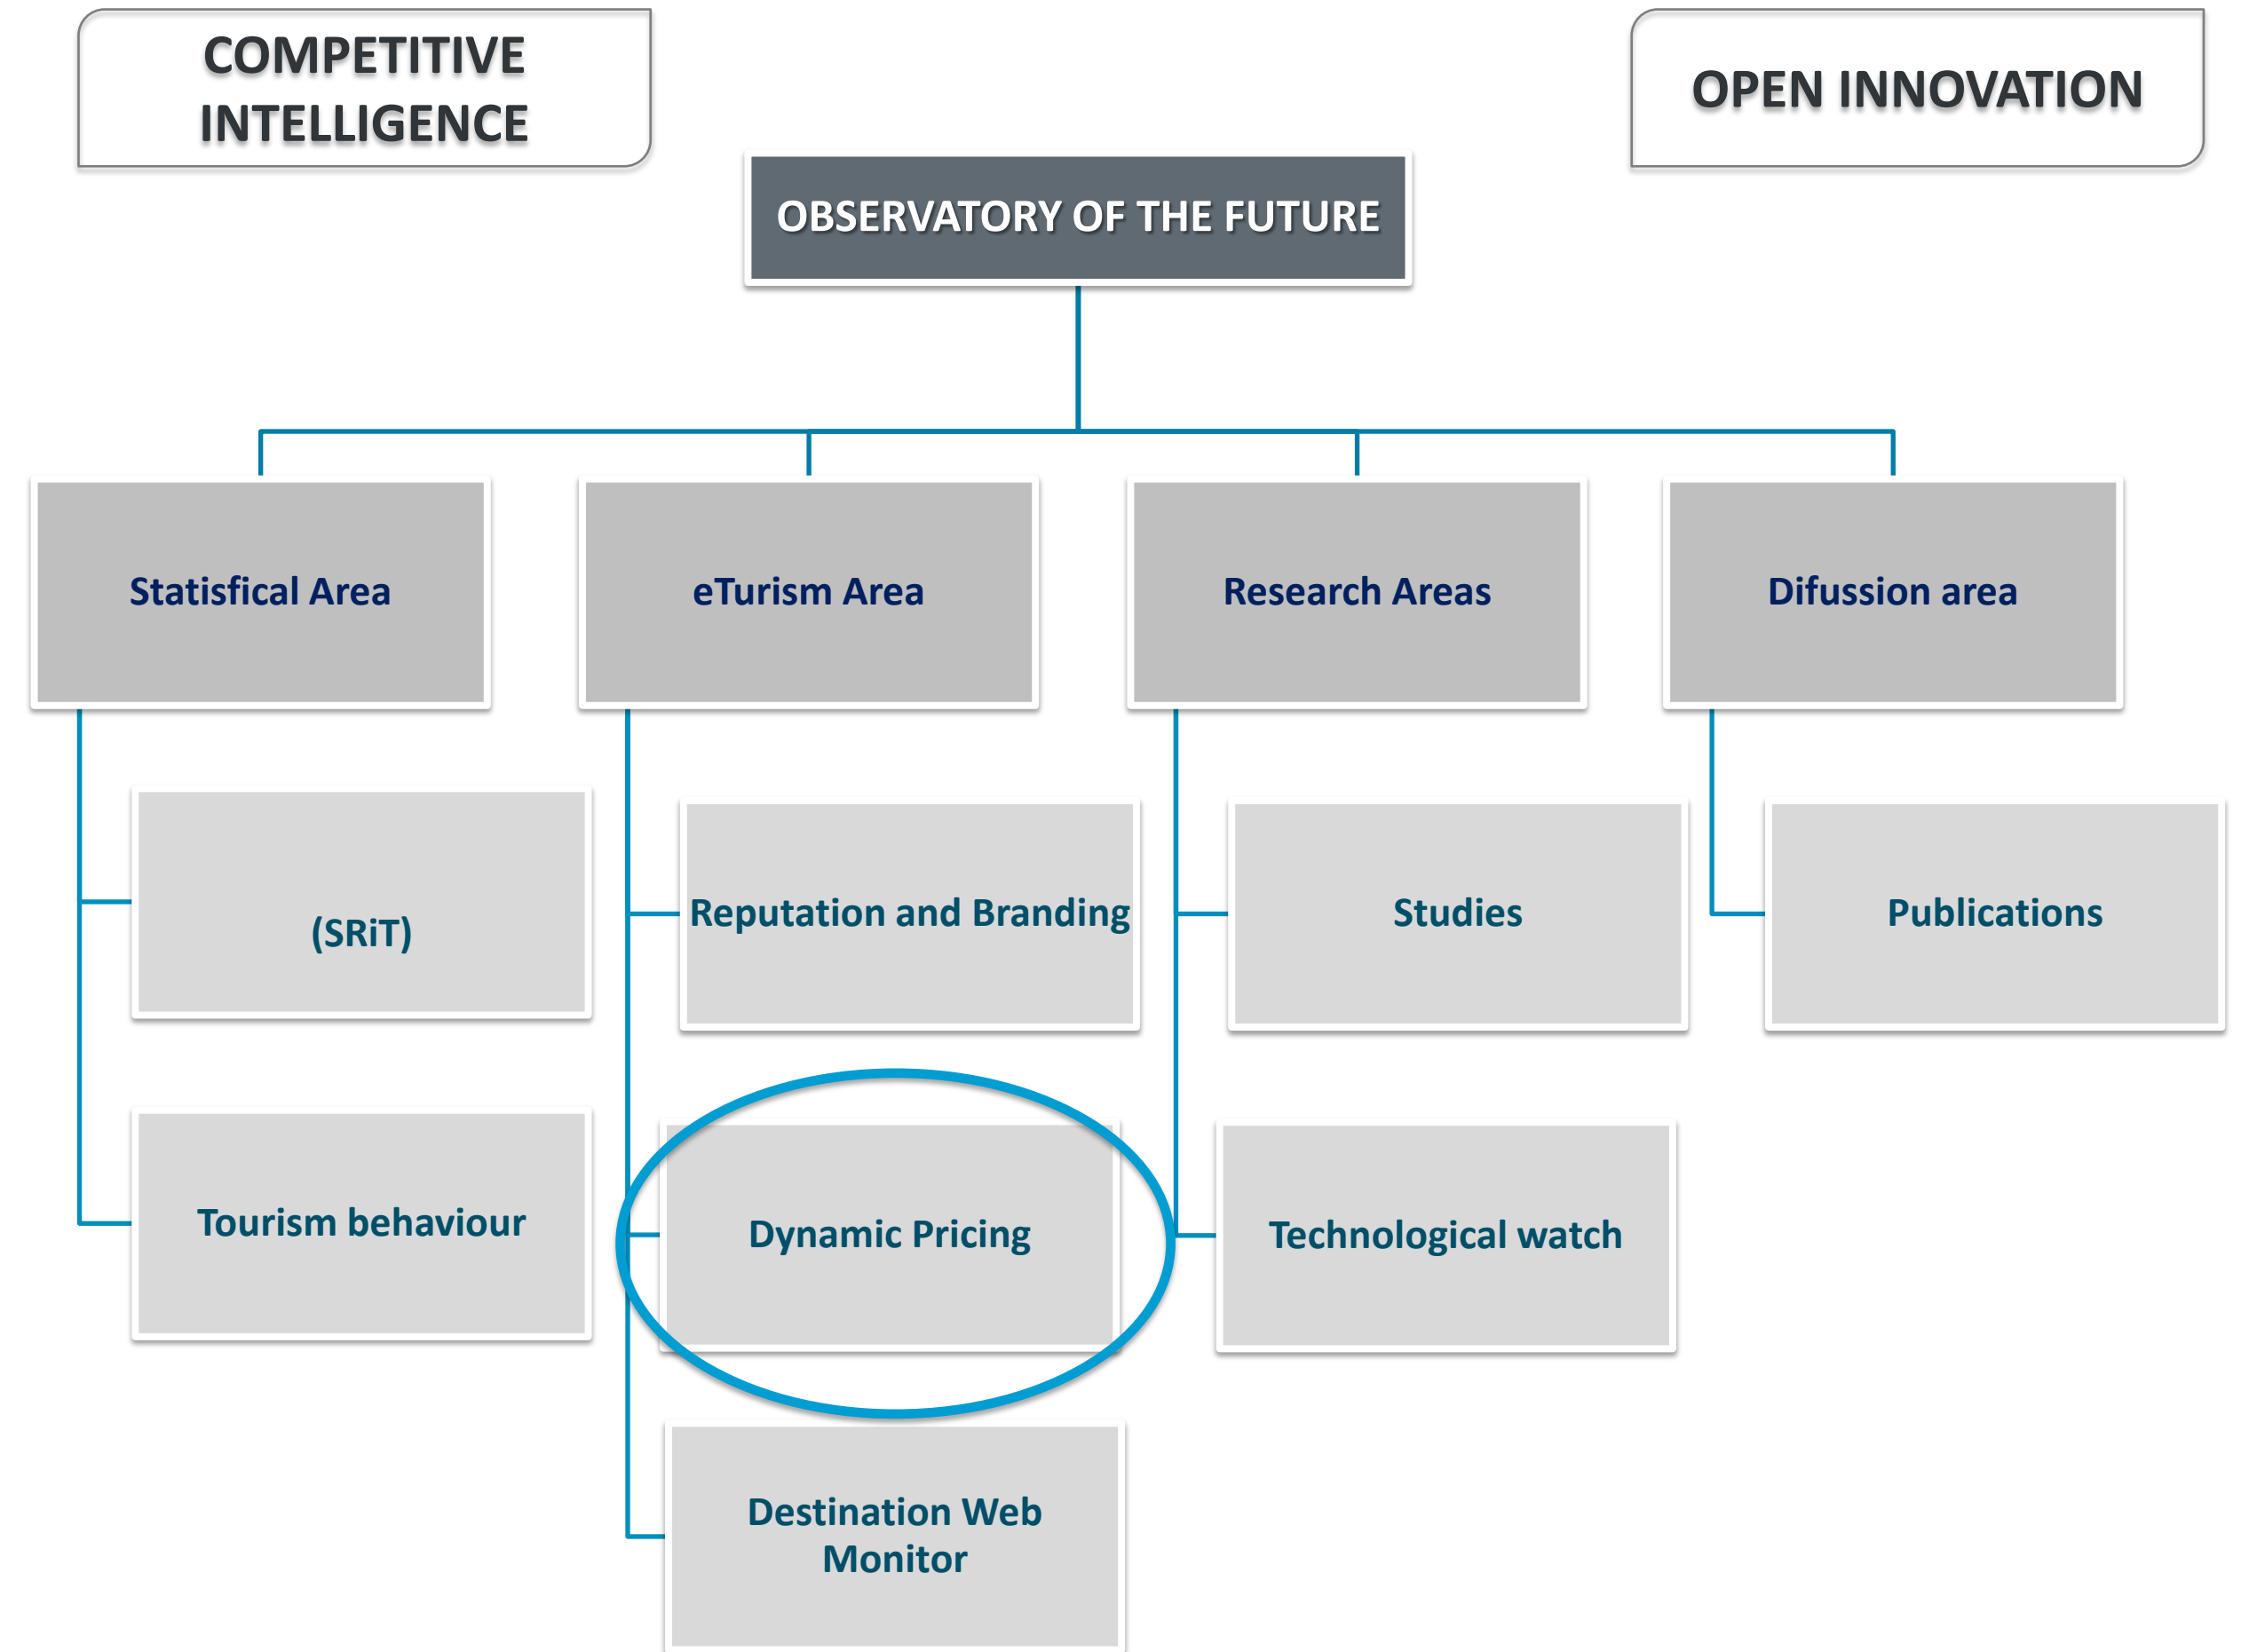 COMPETITIVE
INTELLIGENCE
OPEN INNOVATION
OBSERVATORY OF THE FUTURE
Statisfical Area
eTurism Area
Research Areas
Difussion area
(SRiT)
Reputation and Branding
Studies
Publications
Tourism behaviour
Dynamic Pricing
Technological watch
Destination Web
Monitor